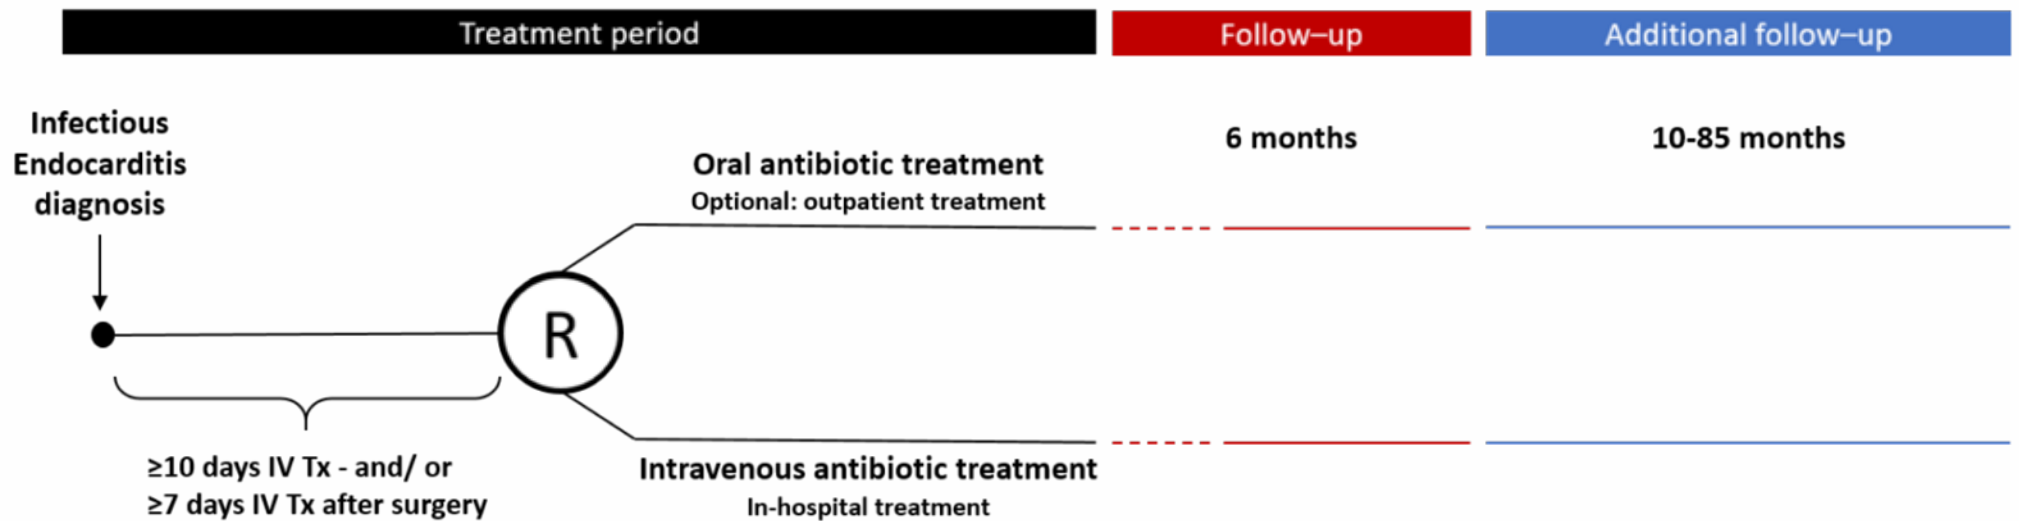 Treatment period
Follow–up
Additional follow–up
Infectious
Endocarditis
diagnosis
Oral antibiotic treatment
Optional: outpatient treatment
6 months
10-85 months
R
≥10 days IV Tx - and/ or
≥7 days IV Tx after surgery
Intravenous antibiotic treatment
In-hospital treatment